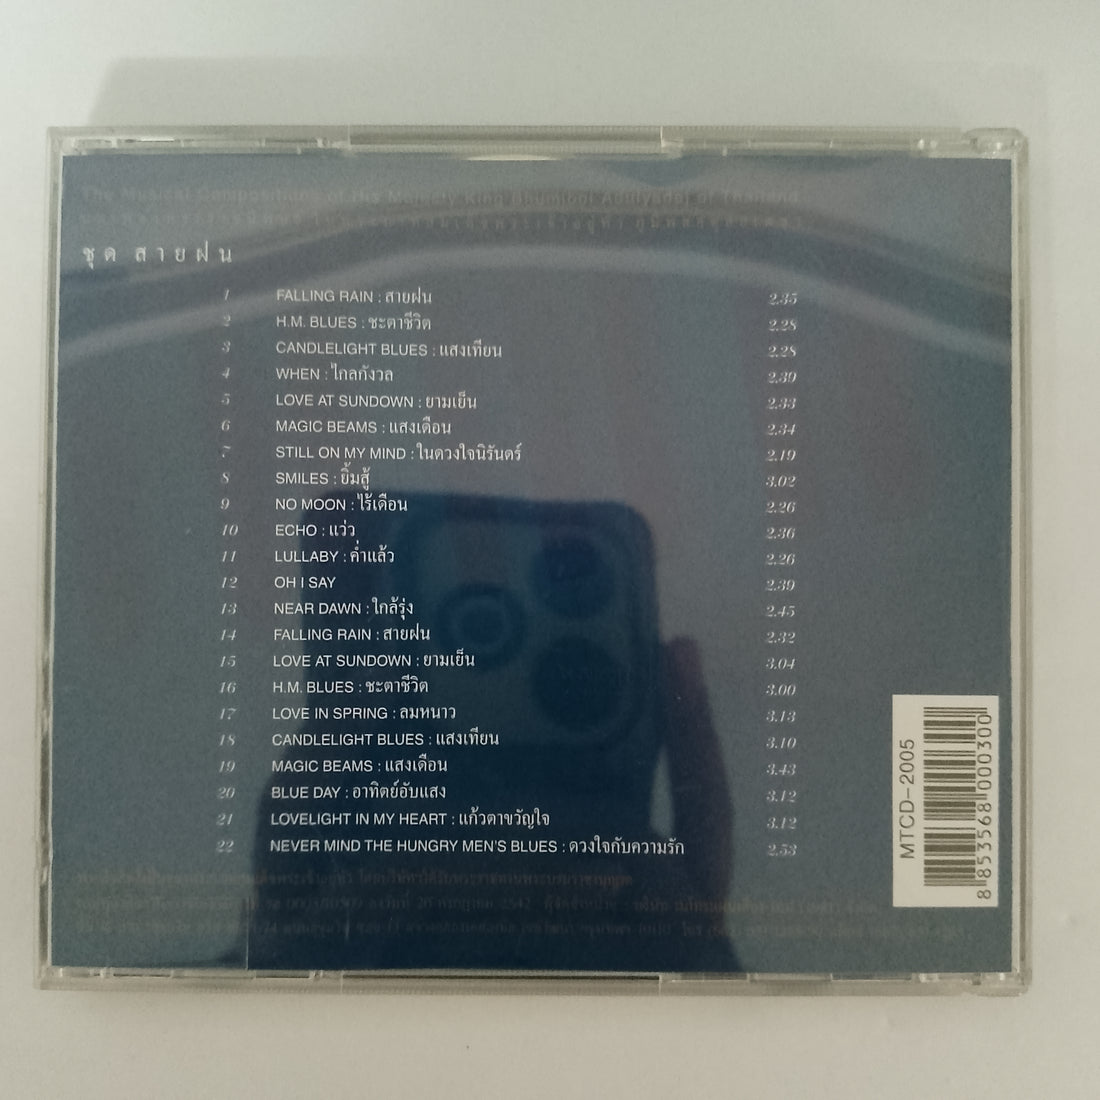 The Musical Compositions of His Majesty King Bhumibol Adulyadej of Thailand
ชุด สายฝน
1 FALLING RAIN : สายฝน 2.35
2 H.M. BLUES : ชะตาชีวิต 2.28
3 CANDLELIGHT BLUES : แสงเทียน 2.28
4 WHEN : ไกลกังวล 2.39
5 LOVE AT SUNDOWN : ยามเย็น 2.33
6 MAGIC BEAMS : แสงเดือน 2.34
7 STILL ON MY MIND : ในดวงใจนิรันดร์ 2.19
8 SMILES : ยิ้มสู้ 3.02
9 NO MOON : ไร้เดือน 2.26
10 ECHO : แว่ว 2.36
11 LULLABY : ค่ำแล้ว 2.26
12 OH I SAY 2.39
13 NEAR DAWN : ใกล้รุ่ง 2.45
14 FALLING RAIN : สายฝน 2.32
15 LOVE AT SUNDOWN : ยามเย็น 3.04
16 H.M. BLUES : ชะตาชีวิต 3.00
17 LOVE IN SPRING : ลมหนาว 3.13
18 CANDLELIGHT BLUES : แสงเทียน 3.10
19 MAGIC BEAMS : แสงเดือน 3.43
20 BLUE DAY : อาทิตย์อับแสง 3.12
21 LOVELIGHT IN MY HEART : แก้วตาขวัญใจ 3.12
22 NEVER MIND THE HUNGRY MEN'S BLUES : ดวงใจกับความรัก 2.53
MTCD-2005
8 853568 000300